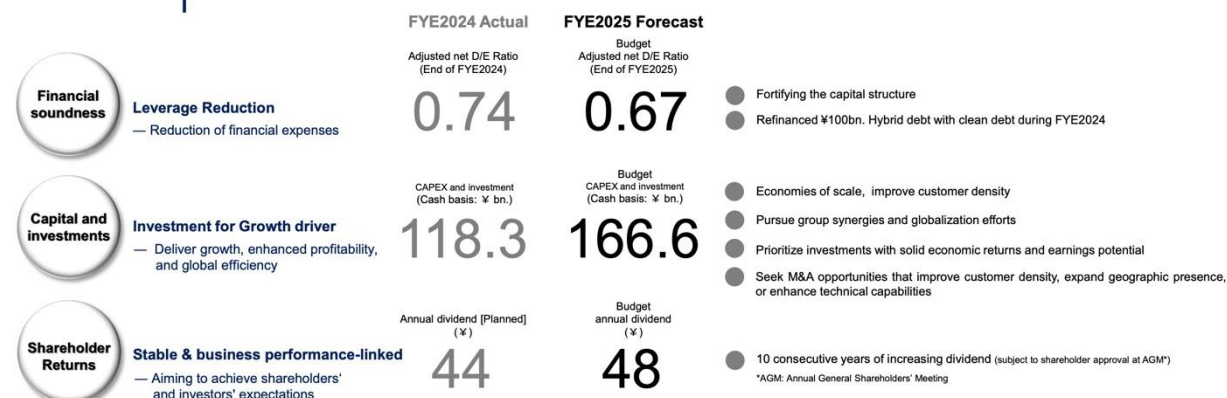 FYE2024 Actual
FYE2025 Forecast
Financial
soundness
Leverage Reduction
— Reduction of financial expenses
Adjusted net D/E Ratio
(End of FYE2024)
0.74
Budget
Adjusted net D/E Ratio
(End of FYE2025)
0.67
Fortifying the capital structure
Refinanced ¥100bn. Hybrid debt with clean debt during FYE2024
Capital and
investments
Investment for Growth driver
— Deliver growth, enhanced profitability,
and global efficiency
CAPEX and investment
(Cash basis: ¥ bn.)
118.3
Budget
CAPEX and investment
(Cash basis: ¥ bn.)
166.6
Economies of scale, improve customer density
Pursue group synergies and globalization efforts
Prioritize investments with solid economic returns and earnings potential
Seek M&A opportunities that improve customer density, expand geographic presence,
or enhance technical capabilities
Shareholder
Returns
Stable & business performance-linked
— Aiming to achieve shareholders'
and investors' expectations
Annual dividend [Planned]
(¥)
44
Budget
annual dividend
(¥)
48
10 consecutive years of increasing dividend (subject to shareholder approval at AGM*)
*AGM: Annual General Shareholders' Meeting